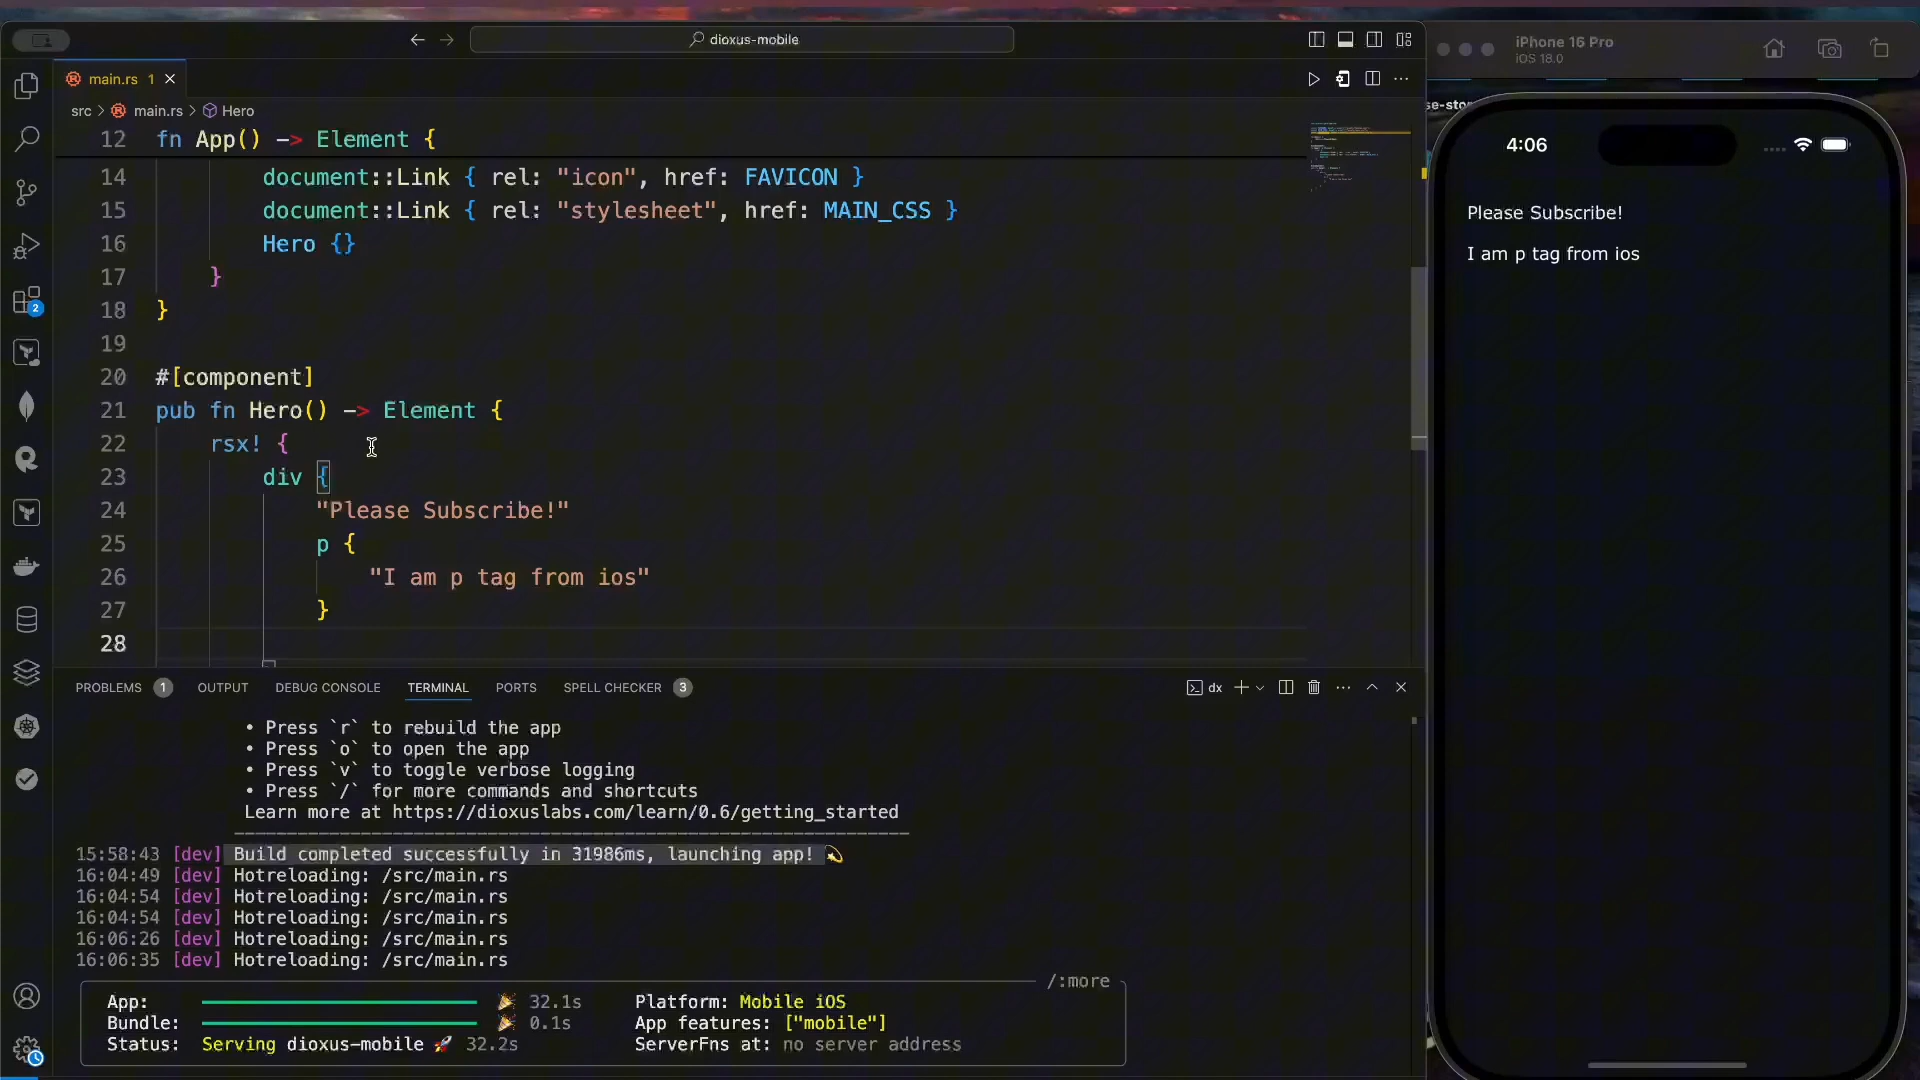 dioxus-mobile
iPhone 16 Pro
iOS 18.0
main.rs 1
src > main.rs > Hero
12 fn App() -> Element {
14 document::Link { rel: "icon", href: FAVICON }
15 document::Link { rel: "stylesheet", href: MAIN_CSS }
16 Hero {}
17 }
18 }
19
20 #[component]
21 pub fn Hero() -> Element {
22 rsx! {
23 div {
24 "Please Subscribe!"
25 p {
26 "I am p tag from ios"
27 }
28
2
PROBLEMS 1 OUTPUT DEBUG CONSOLE TERMINAL PORTS SPELL CHECKER 3 dx
• Press `r` to rebuild the app
• Press `o` to open the app
• Press `v` to toggle verbose logging
• Press `/` for more commands and shortcuts
Learn more at https://dioxuslabs.com/learn/0.6/getting_started
15:58:43 [dev] Build completed successfully in 31986ms, launching app! 💫
16:04:49 [dev] Hotreloading: /src/main.rs
16:04:54 [dev] Hotreloading: /src/main.rs
16:04:54 [dev] Hotreloading: /src/main.rs
16:06:26 [dev] Hotreloading: /src/main.rs
16:06:35 [dev] Hotreloading: /src/main.rs
/:more
App: 🎉 32.1s Platform: Mobile iOS
Bundle: 🎉 0.1s App features: ["mobile"]
Status: Serving dioxus-mobile 🚀 32.2s ServerFns at: no server address
4:06
Please Subscribe!
I am p tag from ios